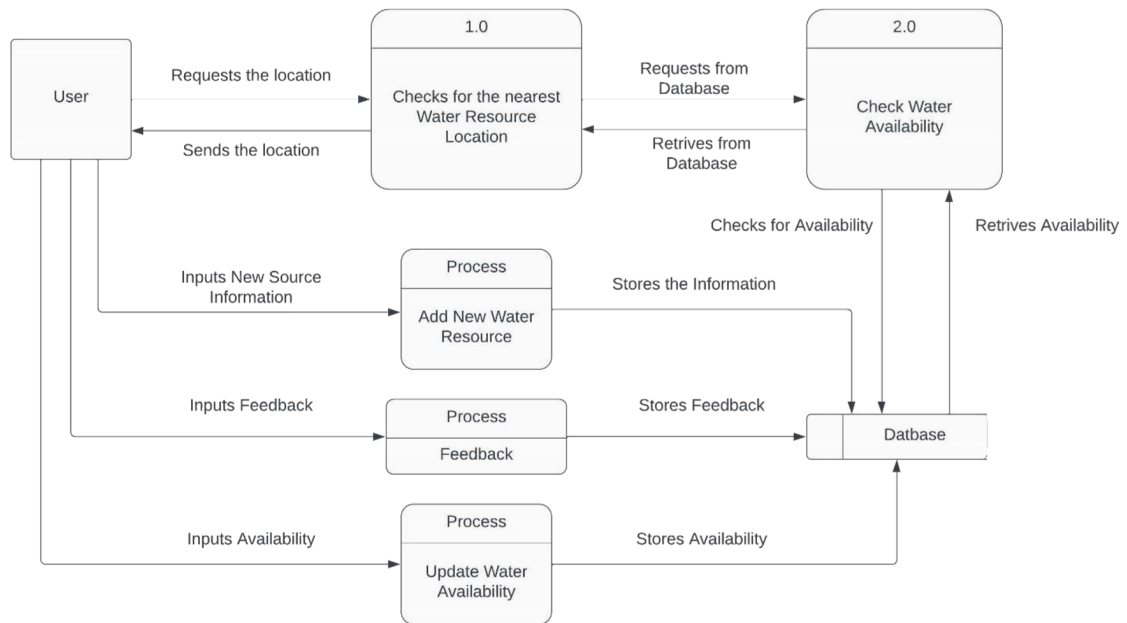 1.0
2.0
User
Requests the location
Checks for the nearest
Water Resource
Location
Requests from
Database
Check Water
Availability
Sends the location
Retrives from
Database
Checks for Availability
Retrives Availability
Process
Inputs New Source
Information
Add New Water
Resource
Stores the Information
Inputs Feedback
Process
Feedback
Stores Feedback
Datbase
Inputs Availability
Process
Update Water
Availability
Stores Availability